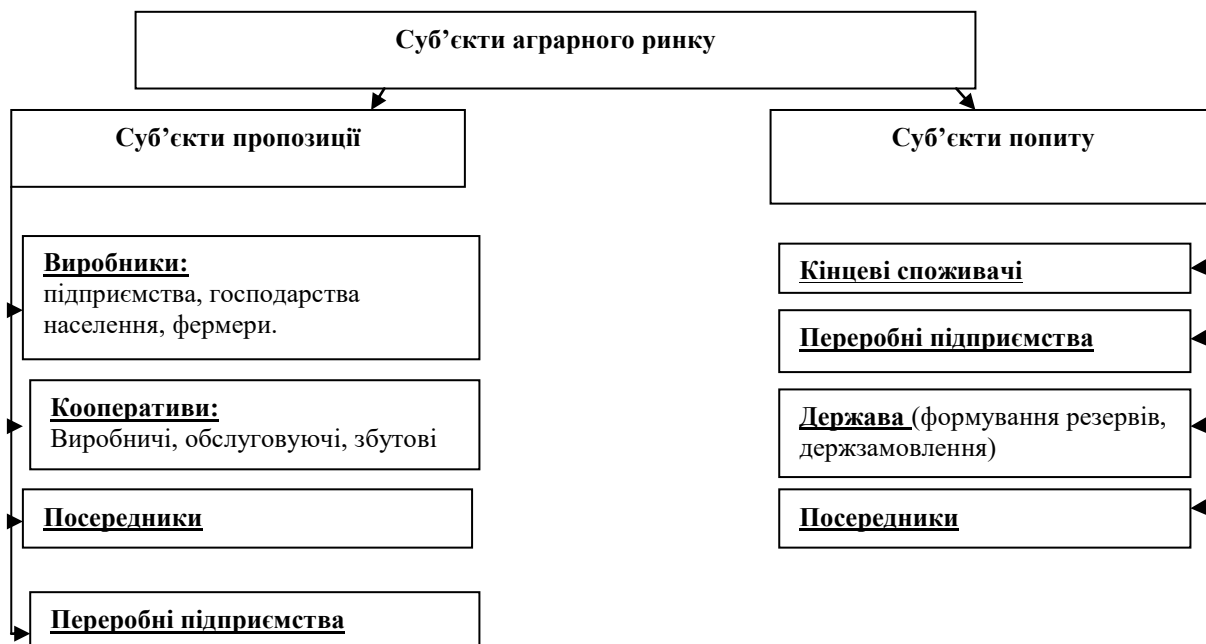 Суб’єкти аграрного ринку
Суб’єкти пропозиції
Суб’єкти попиту
Виробники:
підприємства, господарства
населення, фермери.
Кооперативи:
Виробничі, обслуговуючі, збутові
Посередники
Переробні підприємства
Кінцеві споживачі
Переробні підприємства
Держава (формування резервів,
держзамовлення)
Посередники